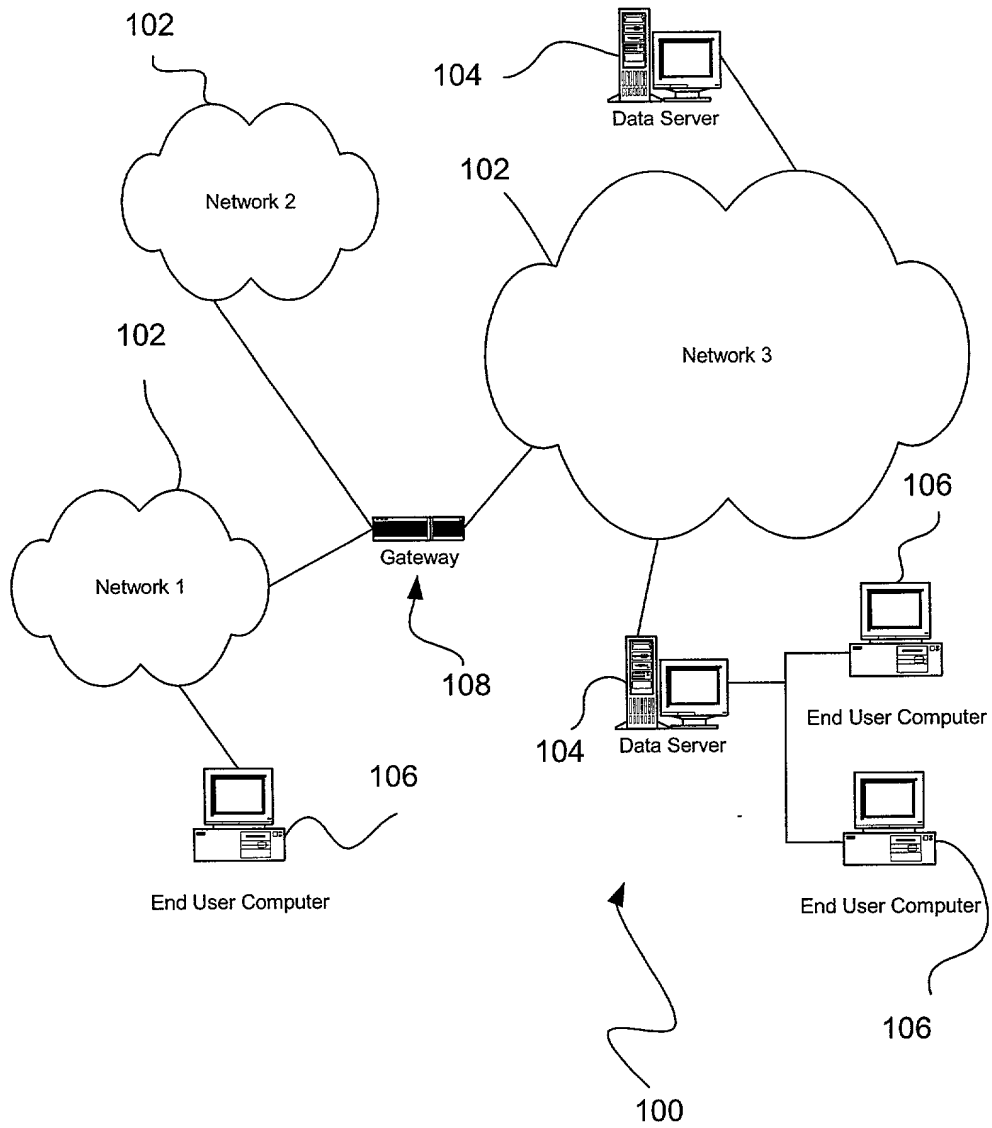 102
104
Data Server
102
Network 2
102
Network 3
106
Gateway
Network 1
108
End User Computer
104
Data Server
106
End User Computer
End User Computer
106
100